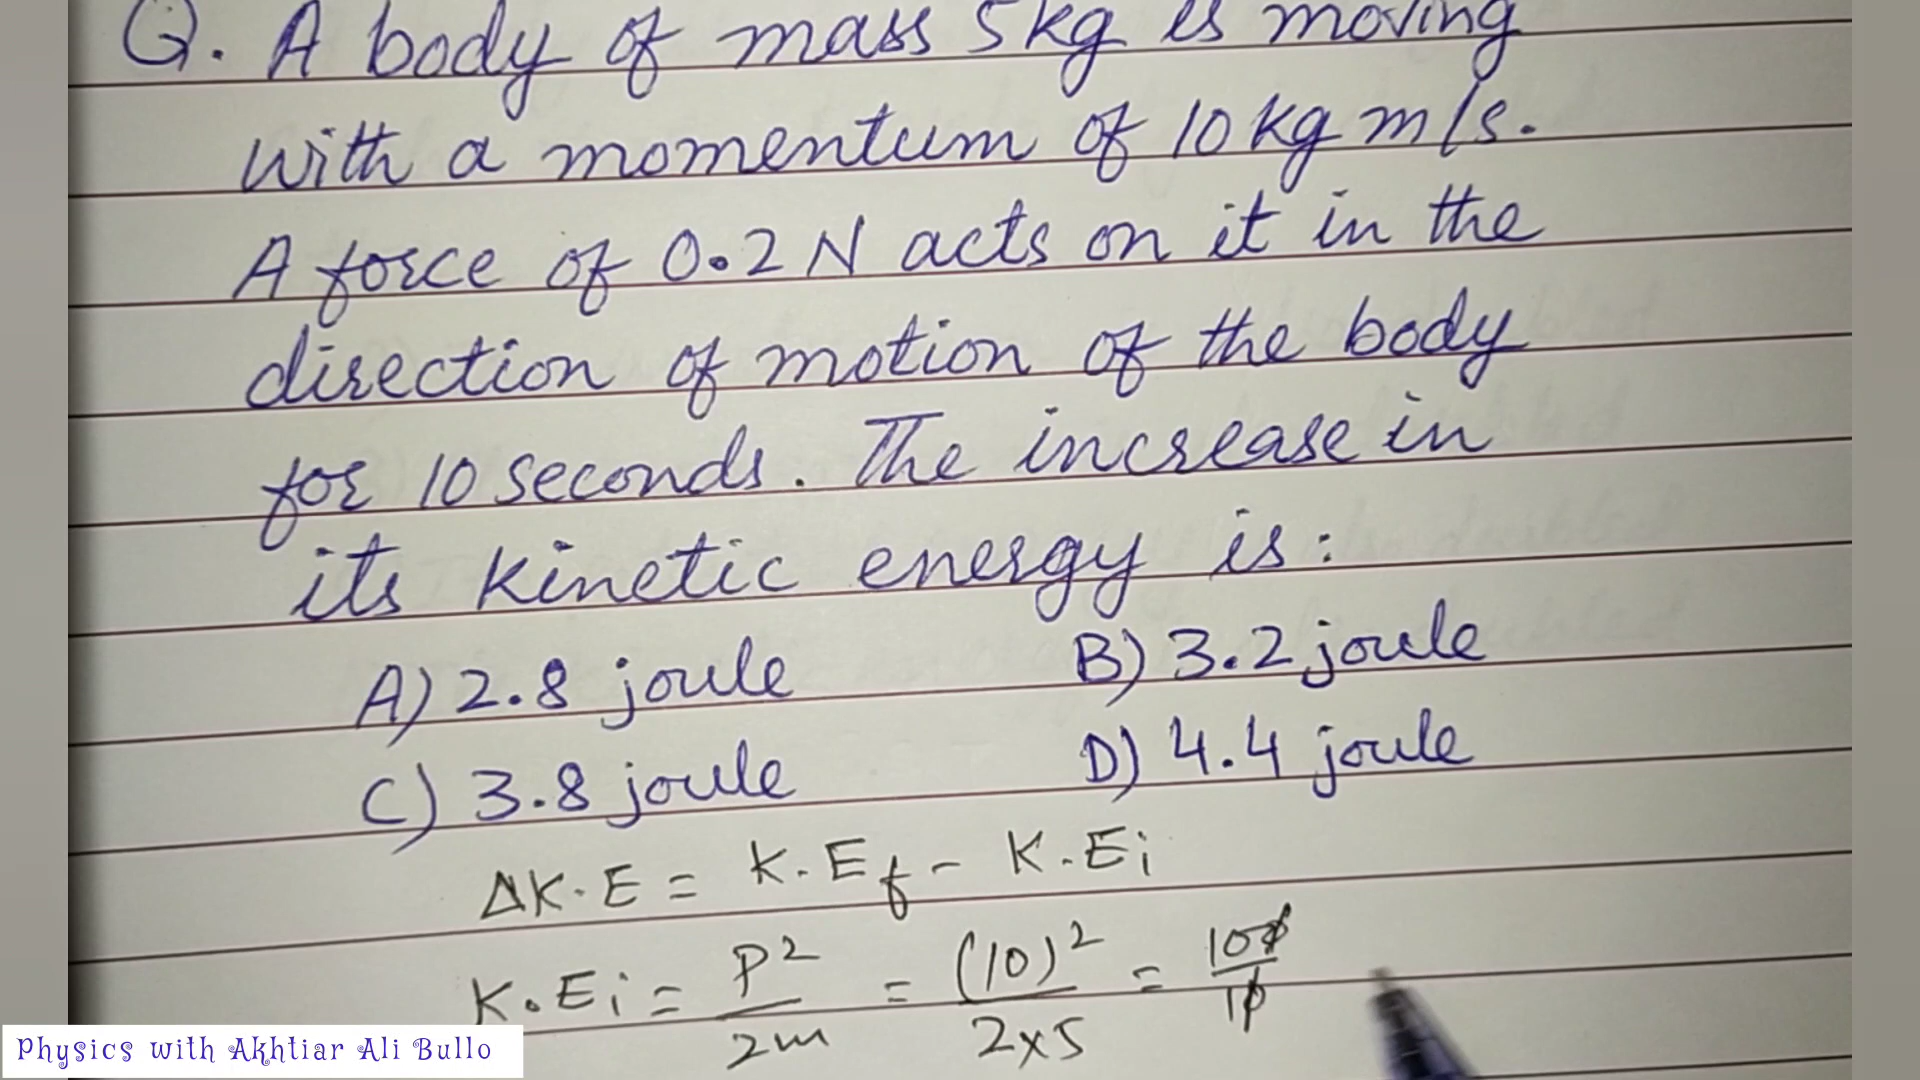 Q. A body of mass 5kg is moving
with a momentum of 10 kg m/s.
A force of 0.2 N acts on it in the
direction of motion of the body
for 10 seconds. The increase in
its kinetic energy is:
A) 2.8 joule B) 3.2 joule
C) 3.8 joule D) 4.4 joule
ΔK.E = K.Ef - K.Ei
K.Ei = P²/2m = (10)²/2×5 = 100/10
Physics with Akhtiar Ali Bullo